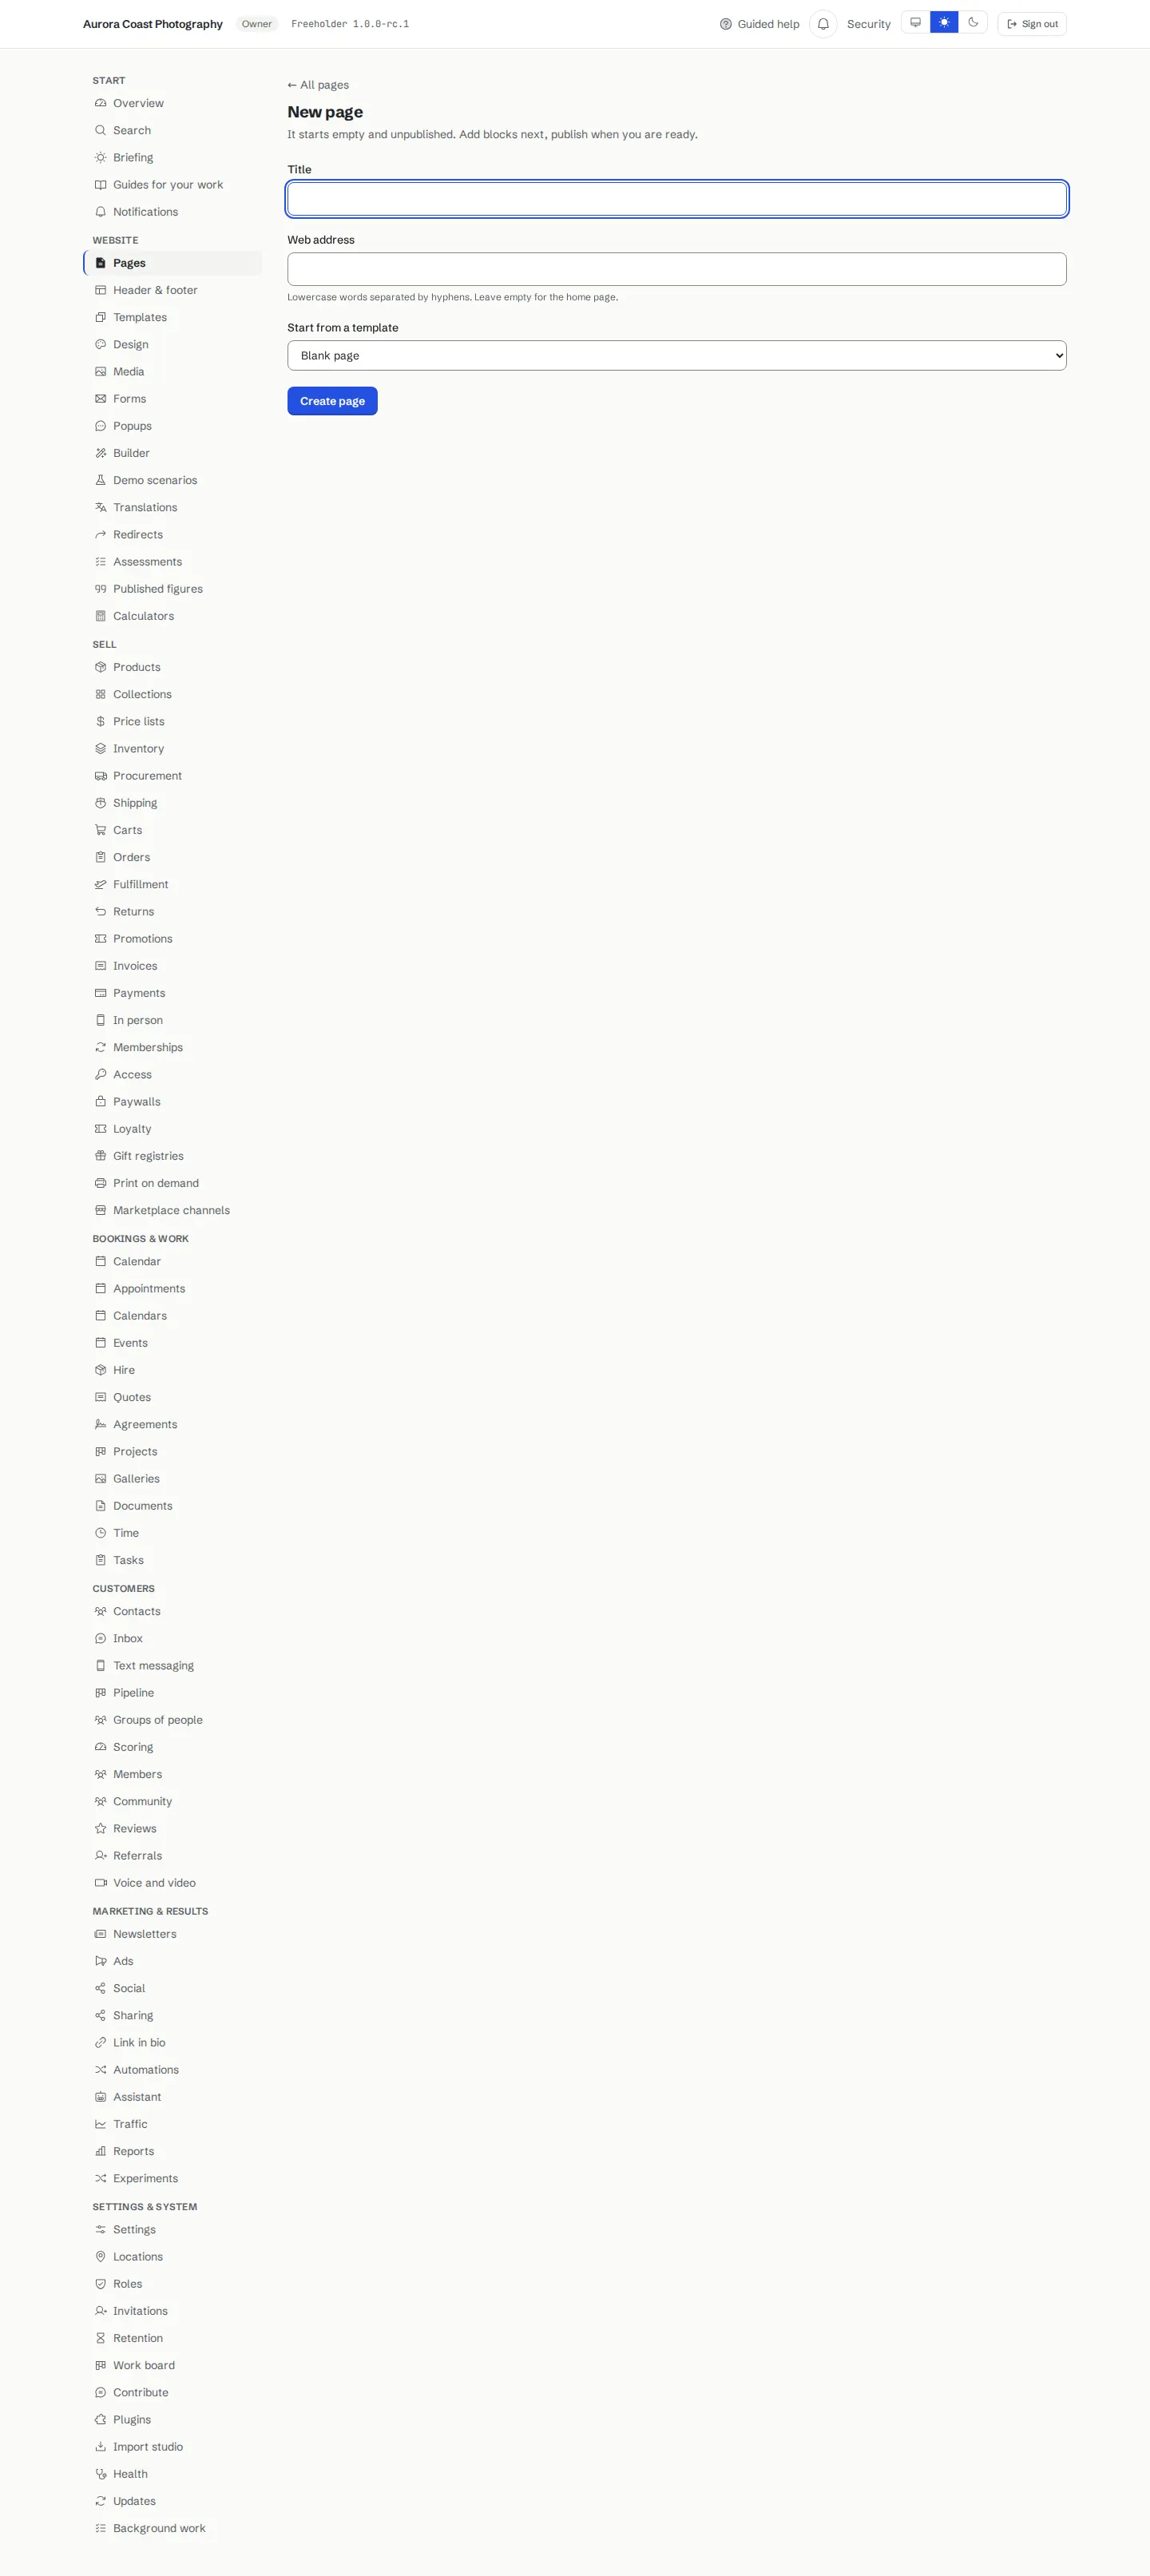 Aurora Coast Photography
Owner
Freeholder 1.0.0-rc.1
Guided help
Security
Sign out
START
Overview
Search
Briefing
Guides for your work
Notifications
WEBSITE
Pages
Header & footer
Templates
Design
Media
Forms
Popups
Builder
Demo scenarios
Translations
Redirects
Assessments
Published figures
Calculators
SELL
Products
Collections
Price lists
Inventory
Procurement
Shipping
Carts
Orders
Fulfillment
Returns
Promotions
Invoices
Payments
In person
Memberships
Access
Paywalls
Loyalty
Gift registries
Print on demand
Marketplace channels
BOOKINGS & WORK
Calendar
Appointments
Calendars
Events
Hire
Quotes
Agreements
Projects
Galleries
Documents
Time
Tasks
CUSTOMERS
Contacts
Inbox
Text messaging
Pipeline
Groups of people
Scoring
Members
Community
Reviews
Referrals
Voice and video
MARKETING & RESULTS
Newsletters
Ads
Social
Sharing
Link in bio
Automations
Assistant
Traffic
Reports
Experiments
SETTINGS & SYSTEM
Settings
Locations
Roles
Invitations
Retention
Work board
Contribute
Plugins
Import studio
Health
Updates
Background work
← All pages
New page
It starts empty and unpublished. Add blocks next, publish when you are ready.
Title
Web address
Lowercase words separated by hyphens. Leave empty for the home page.
Start from a template
Blank page
Create page